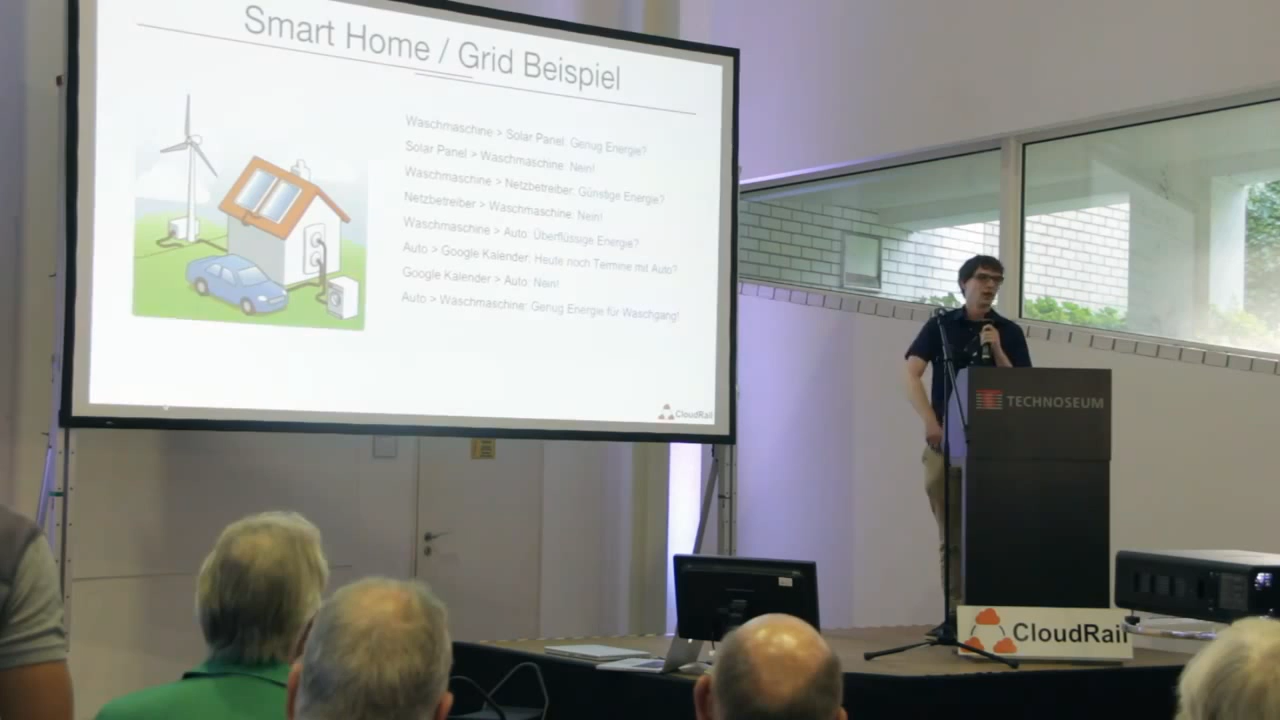 Smart Home / Grid Beispiel
Waschmaschine > Solar Panel: Genug Energie?
Solar Panel > Waschmaschine: Nein!
Waschmaschine > Netzbetreiber: Günstige Energie?
Netzbetreiber > Waschmaschine: Nein!
Waschmaschine > Auto: Überflüssige Energie?
Auto > Google Kalender: Heute noch Termine mit Auto?
Google Kalender > Auto: Nein!
Auto > Waschmaschine: Genug Energie für Waschgang!
CloudRail
TECHNOSEUM
CloudRail